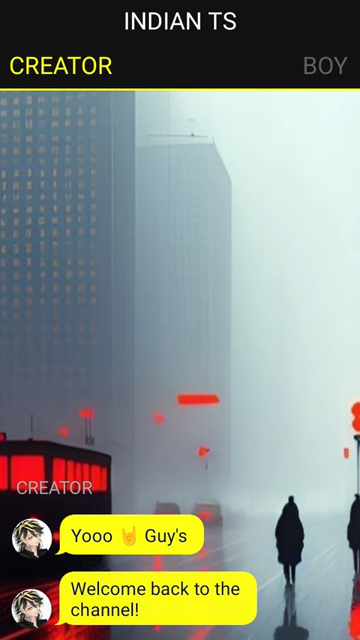 INDIAN TS
CREATOR
BOY
CREATOR
Yooo 🤘 Guy's
Welcome back to the
channel!